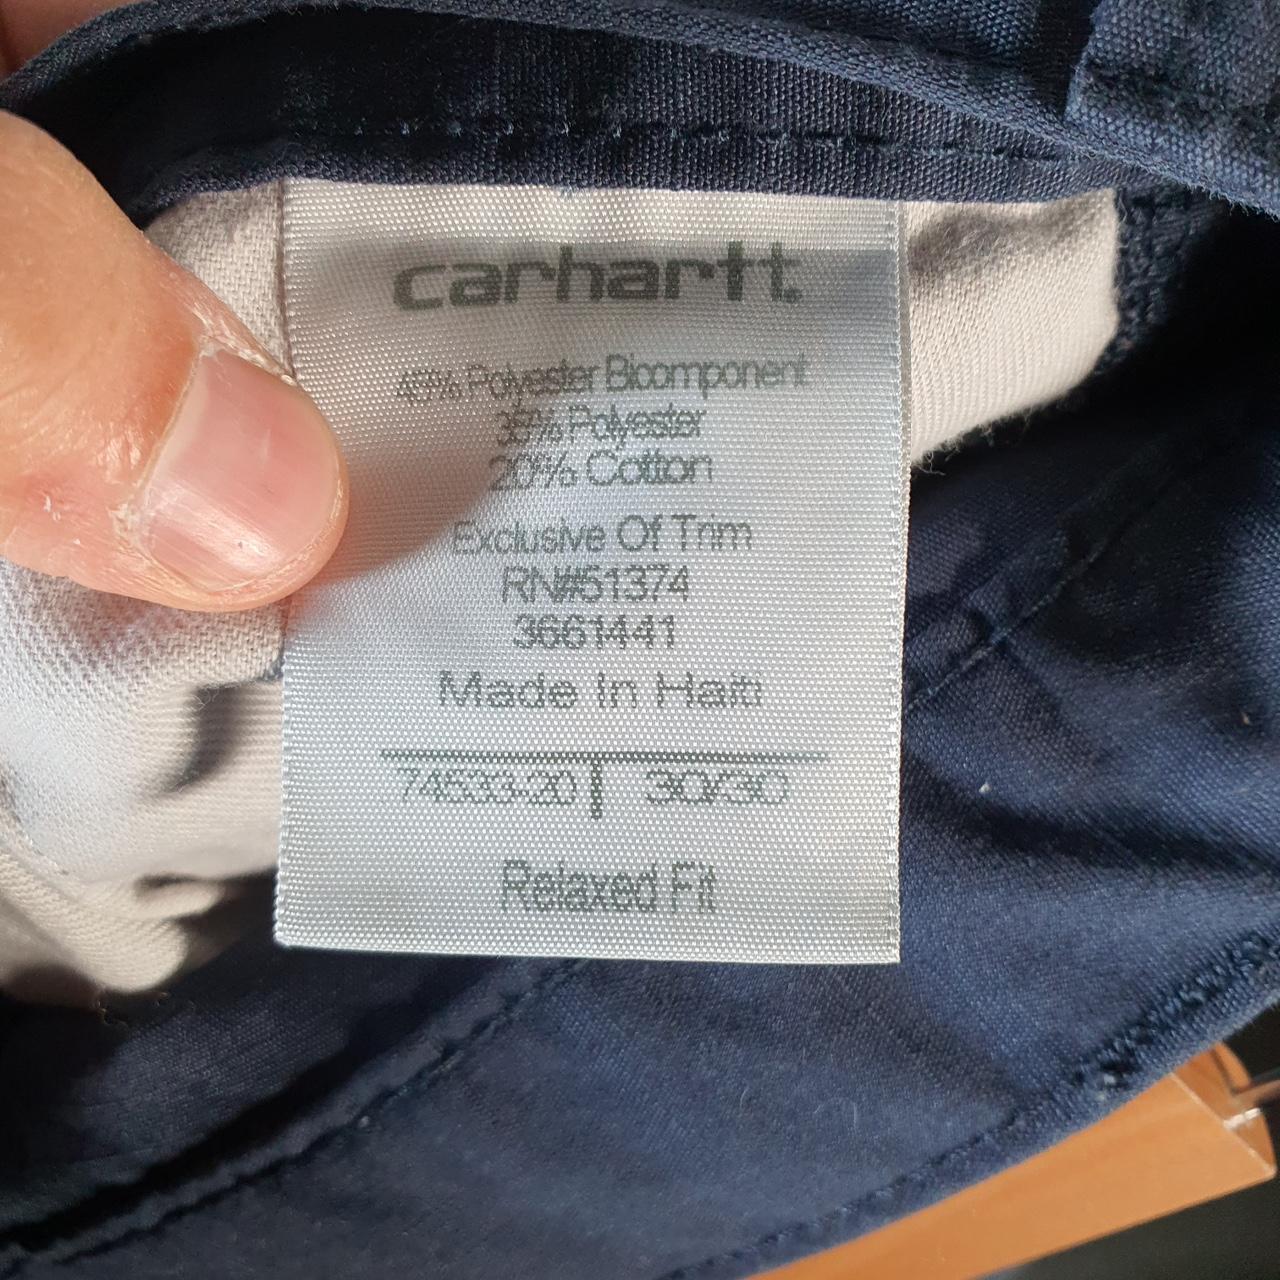 carhartt.
45% Polyester Bicomponent
35% Polyester
20% Cotton
Exclusive Of Trim
RN#51374
3661441
Made In Haiti
74533-20 | 30/30
Relaxed Fit